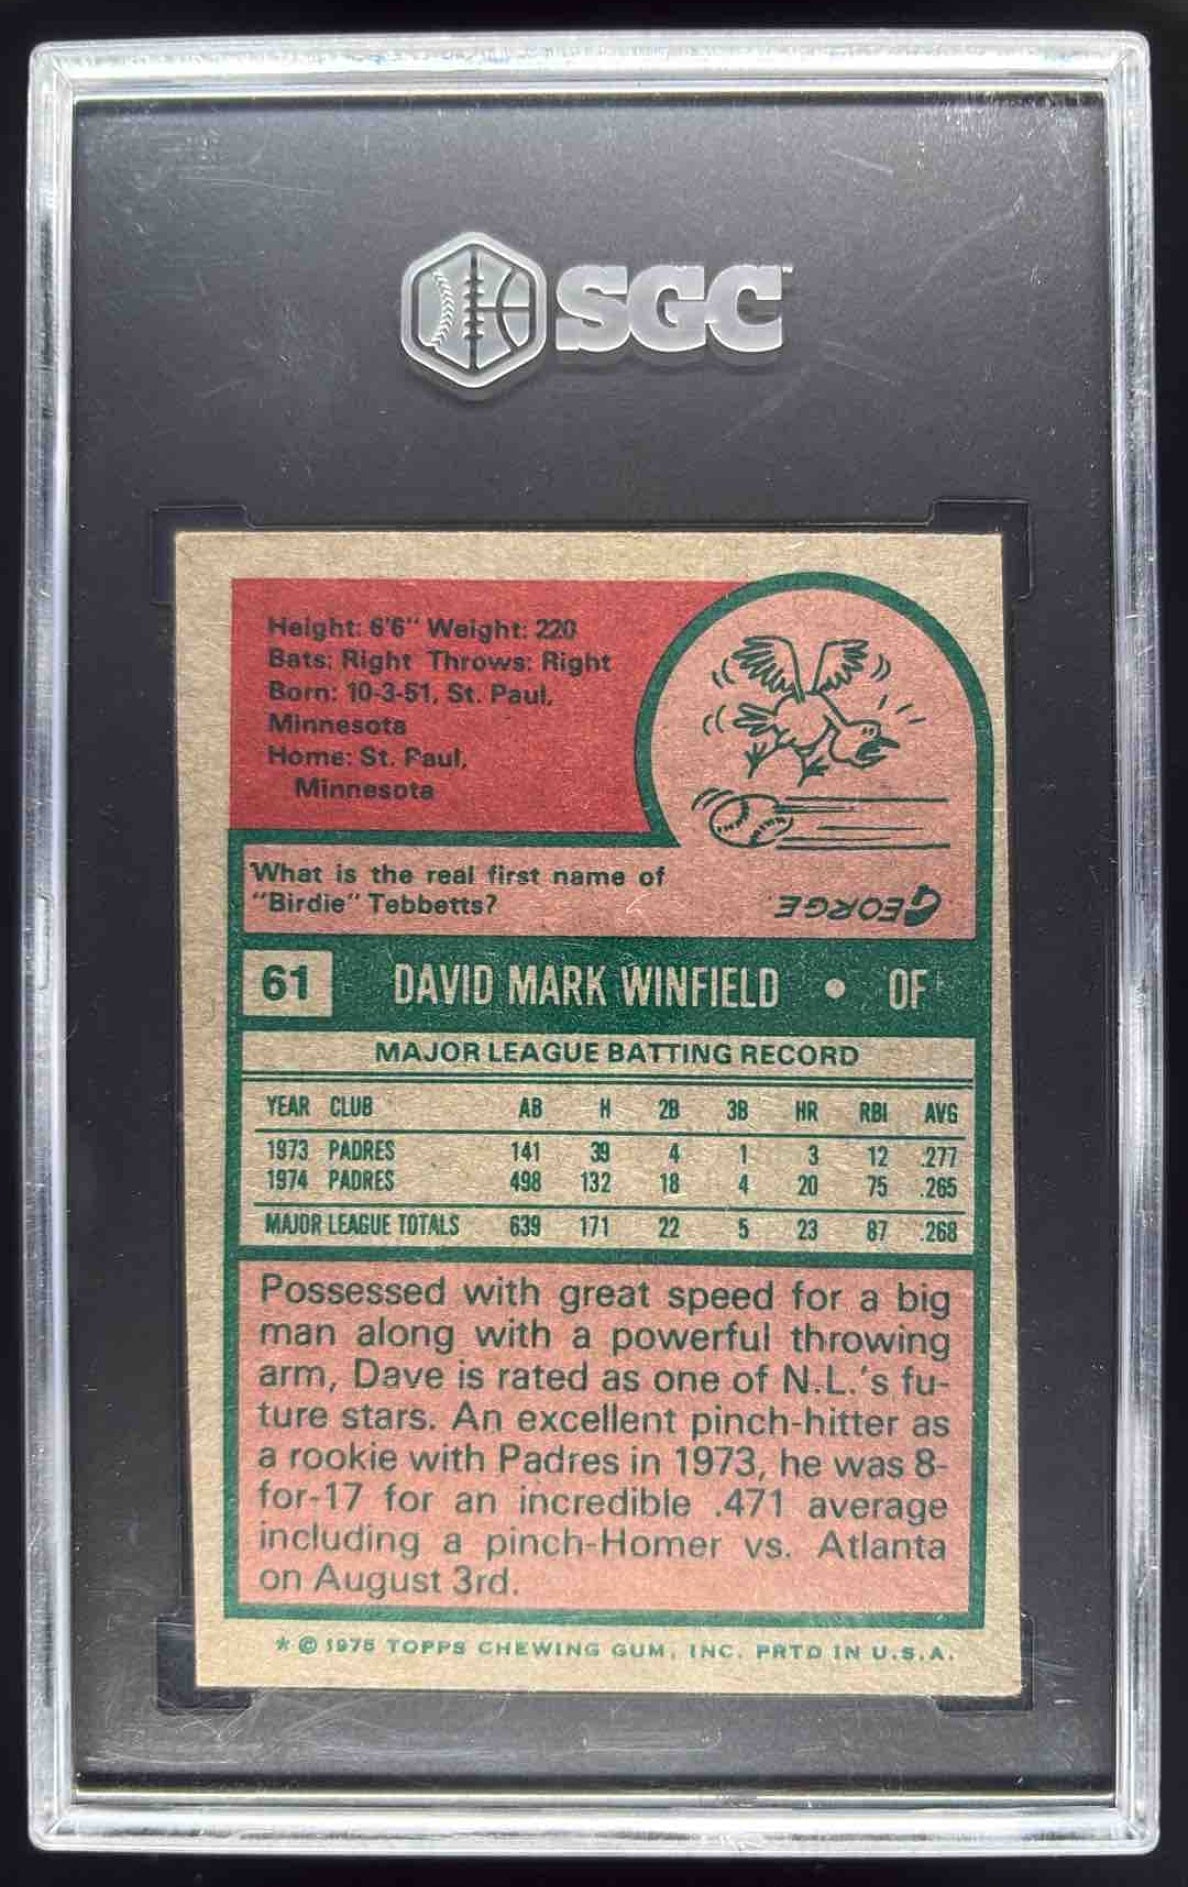 SGC™
Height: 6'6" Weight: 220
Bats: Right Throws: Right
Born: 10-3-51, St. Paul,
Minnesota
Home: St. Paul,
Minnesota
What is the real first name of
"Birdie" Tebbetts?
GEORGE.
61 DAVID MARK WINFIELD • OF
MAJOR LEAGUE BATTING RECORD
YEAR CLUB AB H 2B 3B HR RBI AVG
1973 PADRES 141 39 4 1 3 12 .277
1974 PADRES 498 132 18 4 20 75 .265
MAJOR LEAGUE TOTALS 639 171 22 5 23 87 .268
Possessed with great speed for a big
man along with a powerful throwing
arm, Dave is rated as one of N.L.'s fu-
ture stars. An excellent pinch-hitter as
a rookie with Padres in 1973, he was 8-
for-17 for an incredible .471 average
including a pinch-Homer vs. Atlanta
on August 3rd.
* © 1975 TOPPS CHEWING GUM, INC. PRTD IN U.S.A.